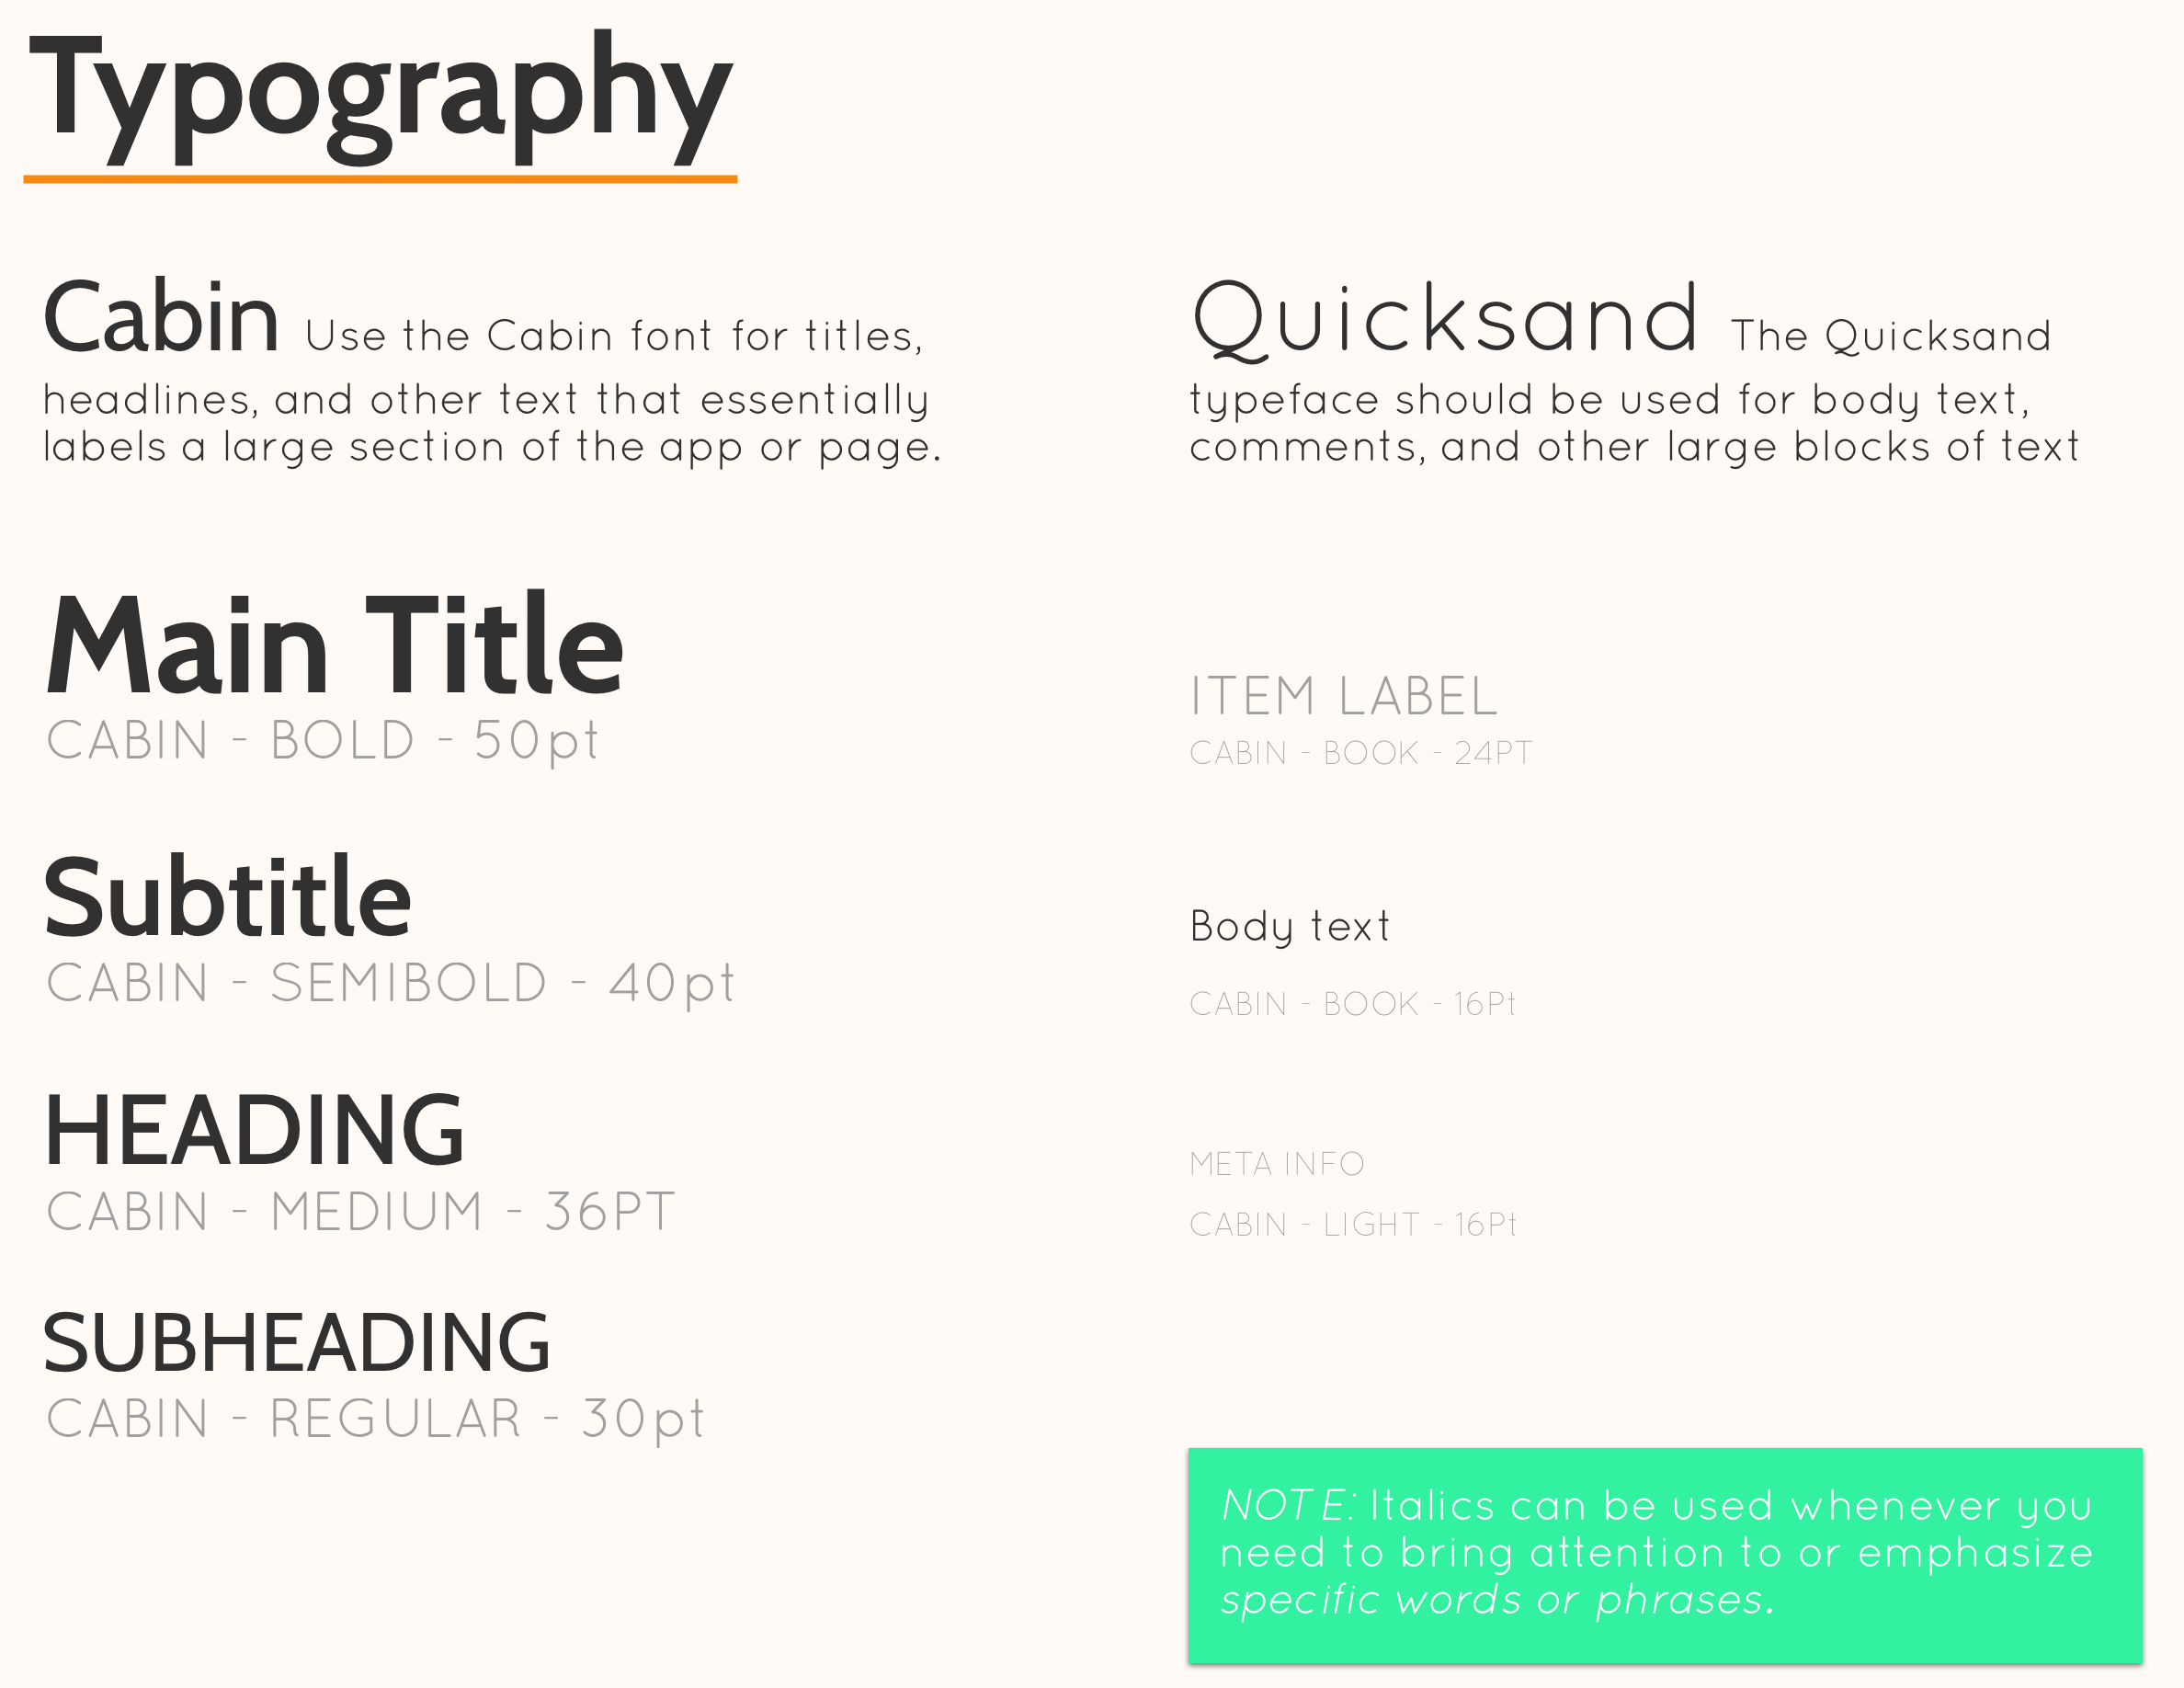 Typography
Cabin Use the Cabin font for titles,
headlines, and other text that essentially
labels a large section of the app or page.
Main Title
CABIN - BOLD - 50pt
Subtitle
CABIN - SEMIBOLD - 40pt
HEADING
CABIN - MEDIUM - 36PT
SUBHEADING
CABIN - REGULAR - 30pt
Quicksand The Quicksand
typeface should be used for body text,
comments, and other large blocks of text
ITEM LABEL
CABIN - BOOK - 24PT
Body text
CABIN - BOOK - 16Pt
META INFO
CABIN - LIGHT - 16Pt
NOTE: Italics can be used whenever you
need to bring attention to or emphasize
specific words or phrases.